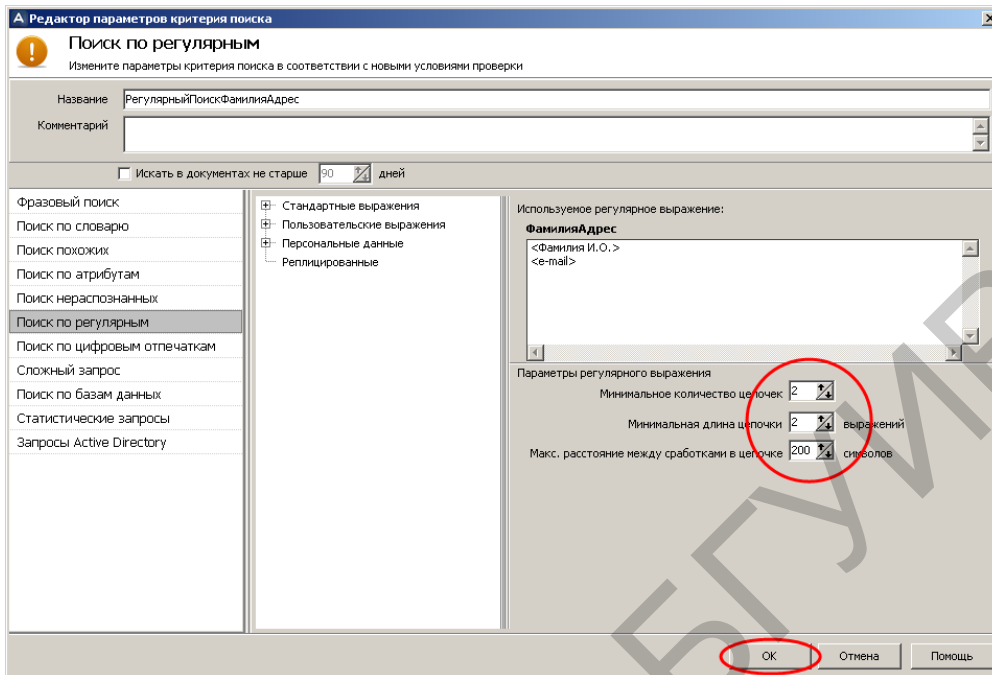 Редактор параметров критерия поиска
Поиск по регулярным
Измените параметры критерия поиска в соответствии с новыми условиями проверки
Название РегулярныйПоискФамилияАдрес
Комментарий
Искать в документах не старше 90 дней
Фразовый поиск
Поиск по словарю
Поиск похожих
Поиск по атрибутам
Поиск нераспознанных
Поиск по регулярным
Поиск по цифровым отпечаткам
Сложный запрос
Поиск по базам данных
Статистические запросы
Запросы Active Directory
Стандартные выражения
Пользовательские выражения
Персональные данные
Реплицированные
Используемое регулярное выражение:
ФамилияАдрес
<Фамилия И.О.>
<e-mail>
Параметры регулярного выражения
Минимальное количество цепочек 2
Минимальная длина цепочки 2 выражений
Макс. расстояние между сработками в цепочке 200 символов
OK Отмена Помощь
БГУИР